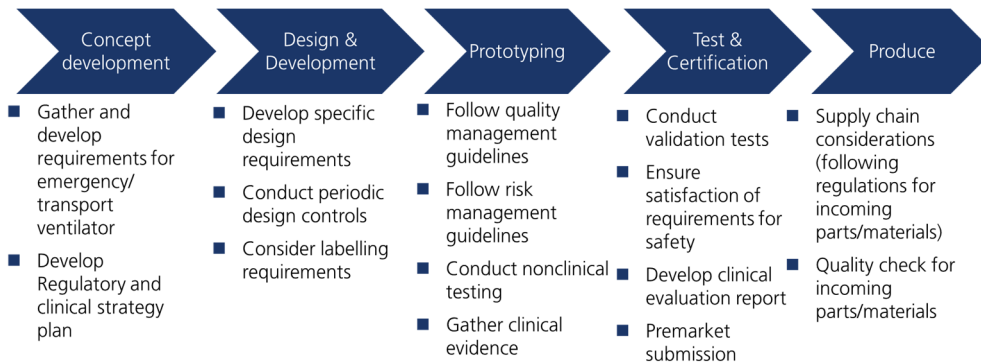 Concept
development
Design &
Development
Prototyping
Test &
Certification
Produce
Gather and
develop
requirements for
emergency/
transport
ventilator
Develop
Regulatory and
clinical strategy
plan
Develop specific
design
requirements
Conduct periodic
design controls
Consider labelling
requirements
Follow quality
management
guidelines
Follow risk
management
guidelines
Conduct nonclinical
testing
Gather clinical
evidence
Conduct
validation tests
Ensure
satisfaction of
requirements for
safety
Develop clinical
evaluation report
Premarket
submission
Supply chain
considerations
(following
regulations for
incoming
parts/materials)
Quality check for
incoming
parts/materials